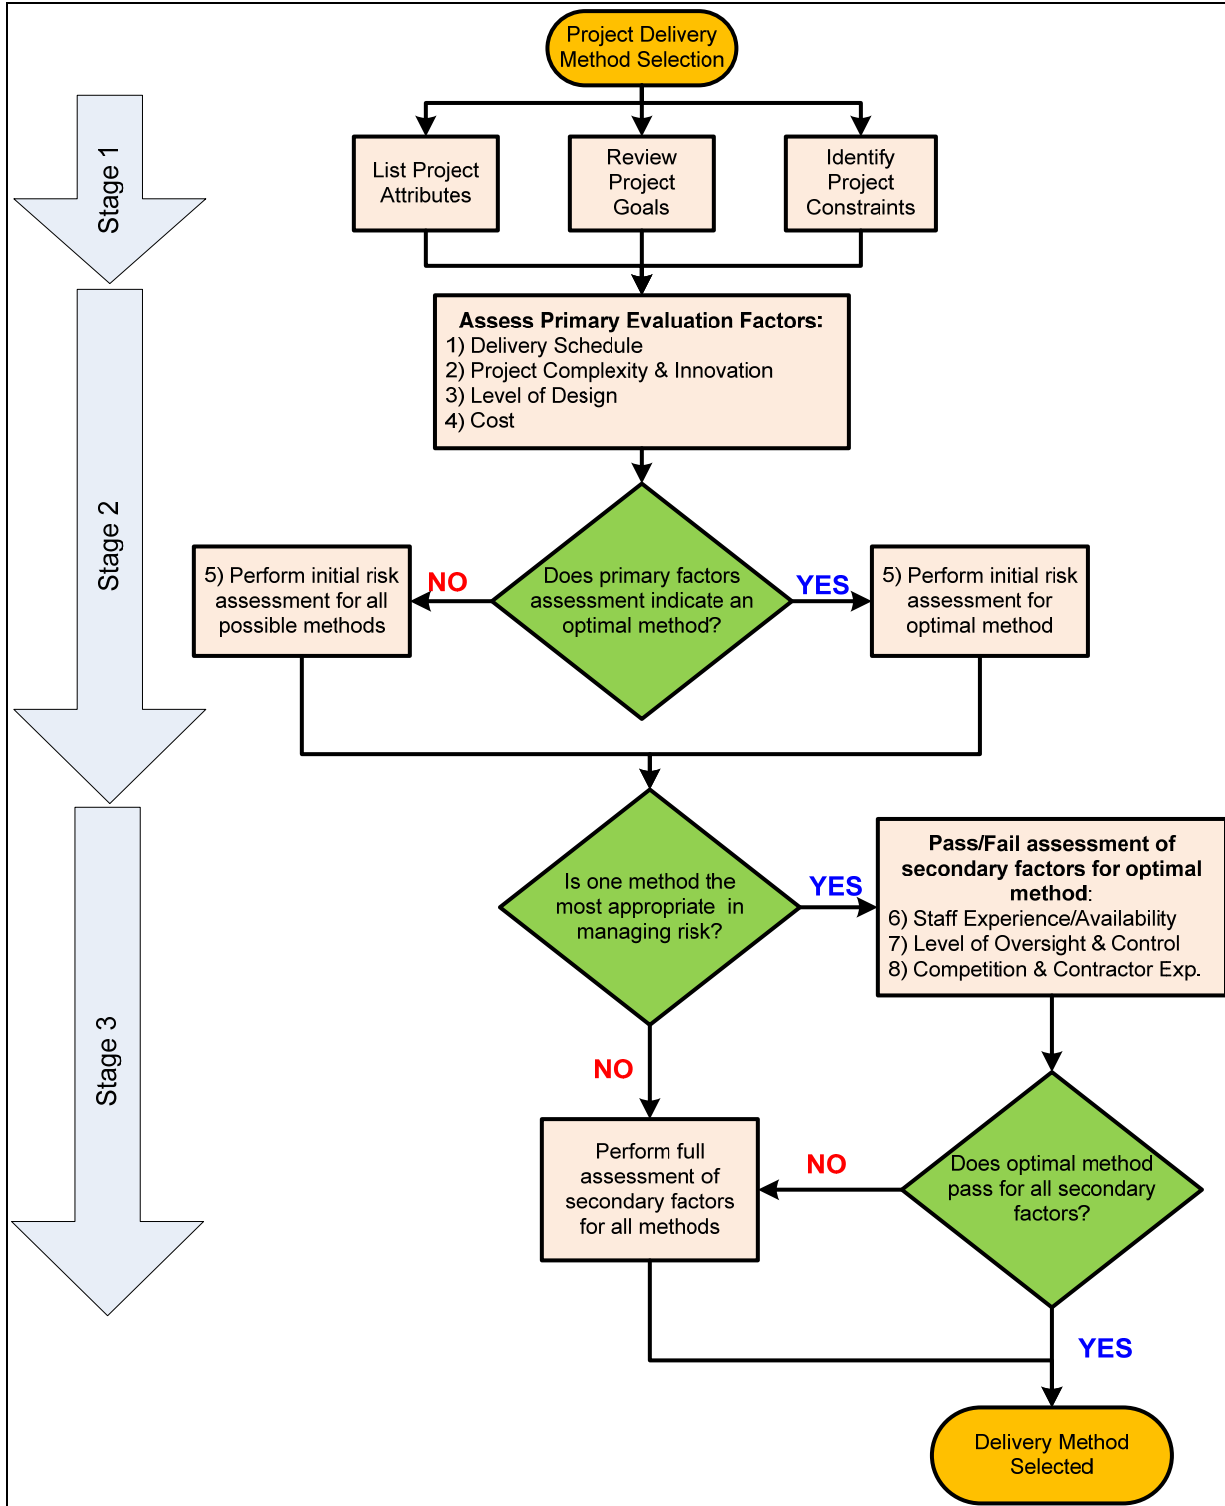 Project Delivery
Method Selection
Stage 1
List Project
Attributes
Review
Project
Goals
Identify
Project
Constraints
Assess Primary Evaluation Factors:
1) Delivery Schedule
2) Project Complexity & Innovation
3) Level of Design
4) Cost
Stage 2
5) Perform initial risk
assessment for all
possible methods
NO
Does primary factors
assessment indicate an
optimal method?
YES
5) Perform initial risk
assessment for
optimal method
Stage 3
Is one method the
most appropriate in
managing risk?
YES
Pass/Fail assessment of
secondary factors for optimal
method:
6) Staff Experience/Availability
7) Level of Oversight & Control
8) Competition & Contractor Exp.
NO
Perform full
assessment of
secondary factors
for all methods
NO
Does optimal method
pass for all secondary
factors?
YES
Delivery Method
Selected